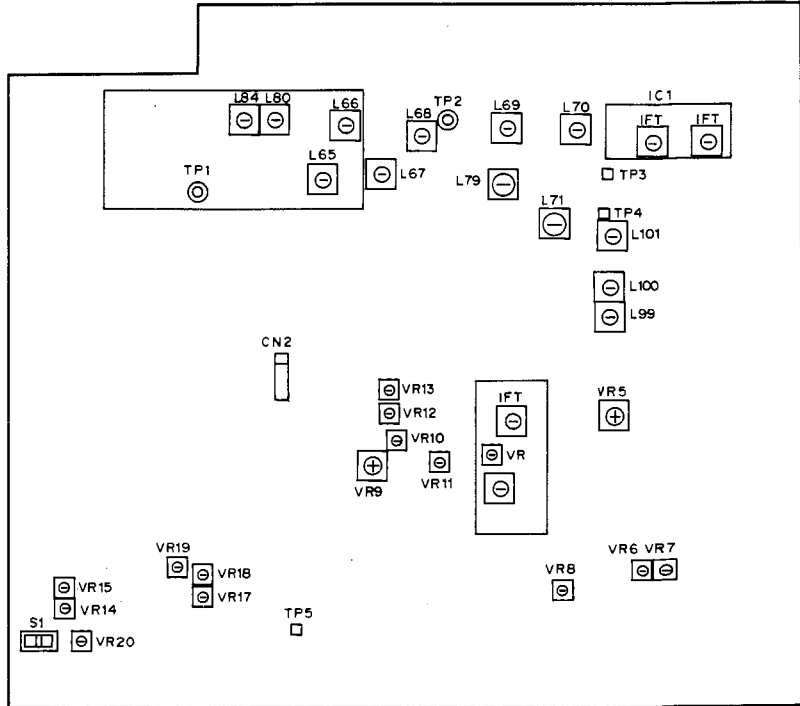 L84 L80
L66
TP2
L68
L69
L70
IC1
IFT IFT
L65
TP1
L67
L79
TP3
L71
TP4
L101
L100
L99
CN2
VR13
VR12
IFT
VR5
VR10
VR
VR9
VR11
VR19
VR18
VR6 VR7
VR8
VR15
VR17
VR14
S1
TP5
VR20